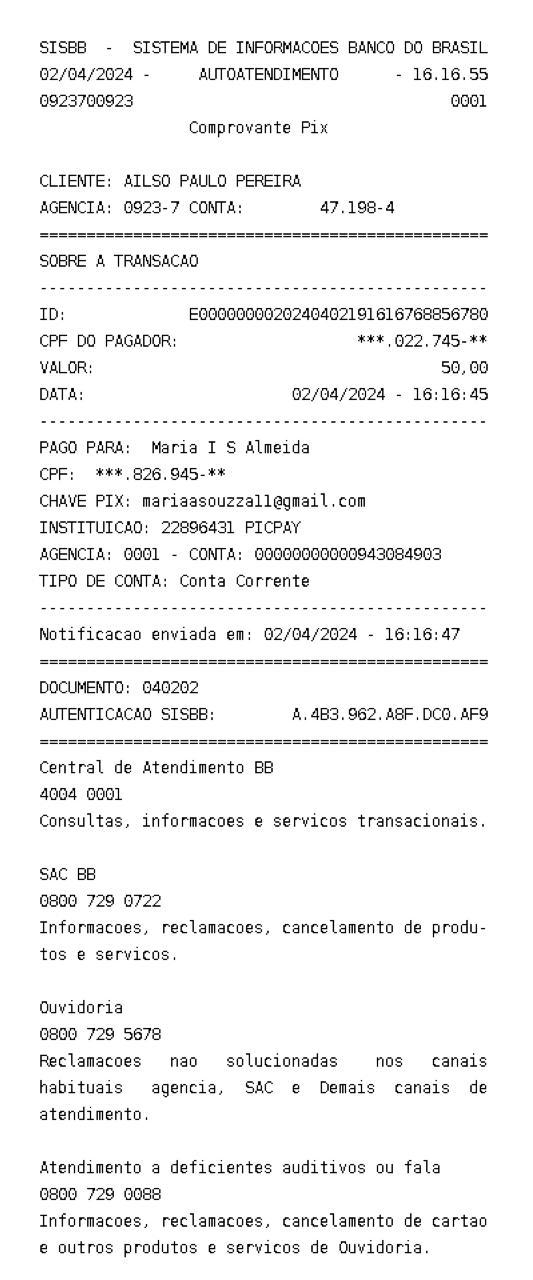 SISBB - SISTEMA DE INFORMACOES BANCO DO BRASIL
02/04/2024 - AUTOATENDIMENTO - 16.16.55
0923700923 0001
Comprovante Pix
CLIENTE: AILSO PAULO PEREIRA
AGENCIA: 0923-7 CONTA: 47.198-4
================================================
SOBRE A TRANSACAO
------------------------------------------------
ID: E0000000020240402191616768856780
CPF DO PAGADOR: ***.022.745-**
VALOR: 50,00
DATA: 02/04/2024 - 16:16:45
------------------------------------------------
PAGO PARA: Maria I S Almeida
CPF: ***.826.945-**
CHAVE PIX: mariaasouzza11@gmail.com
INSTITUICAO: 22896431 PICPAY
AGENCIA: 0001 - CONTA: 00000000000943084903
TIPO DE CONTA: Conta Corrente
------------------------------------------------
Notificacao enviada em: 02/04/2024 - 16:16:47
================================================
DOCUMENTO: 040202
AUTENTICACAO SISBB: A.4B3.962.A8F.DC0.AF9
================================================
Central de Atendimento BB
4004 0001
Consultas, informacoes e servicos transacionais.
SAC BB
0800 729 0722
Informacoes, reclamacoes, cancelamento de produ-
tos e servicos.
Ouvidoria
0800 729 5678
Reclamacoes nao solucionadas nos canais
habituais agencia, SAC e Demais canais de
atendimento.
Atendimento a deficientes auditivos ou fala
0800 729 0088
Informacoes, reclamacoes, cancelamento de cartao
e outros produtos e servicos de Ouvidoria.